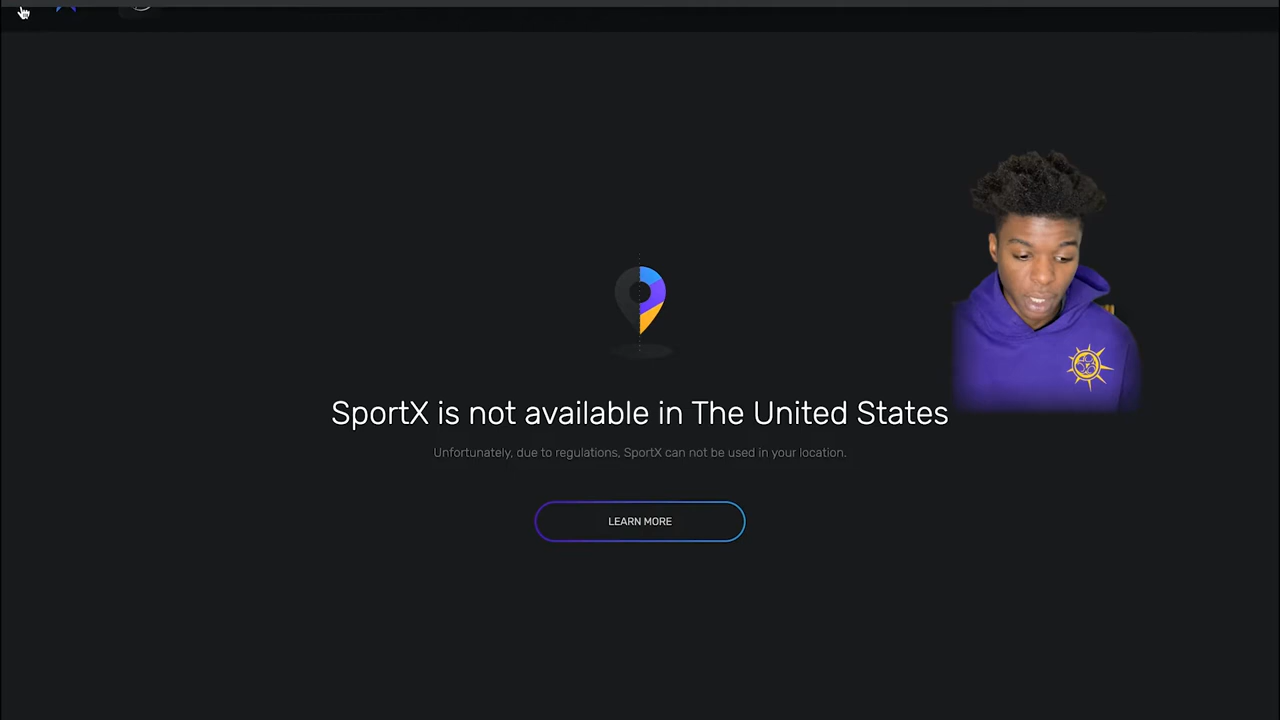 SportX is not available in The United States
Unfortunately, due to regulations, SportX can not be used in your location.
LEARN MORE